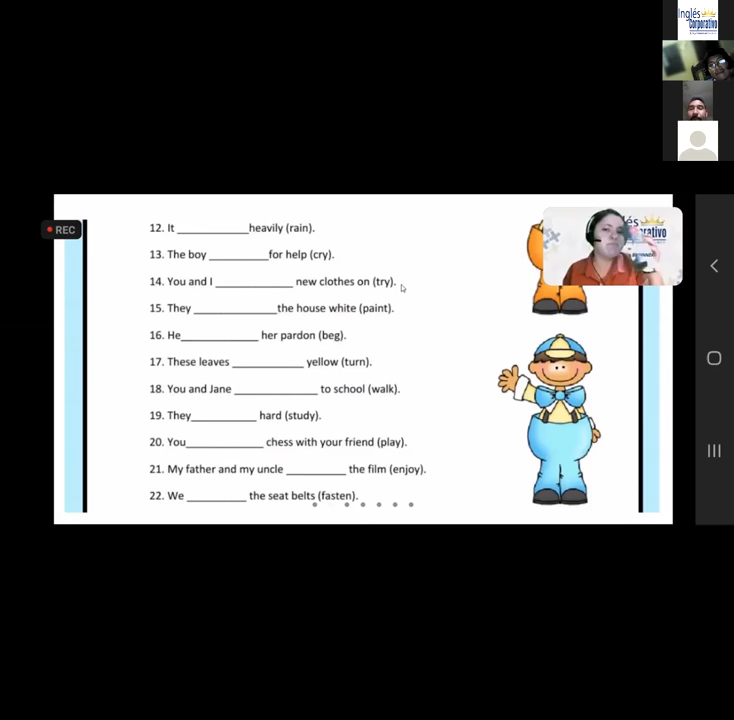 Inglés
Corporativo
REC
12. It ____________heavily (rain).
13. The boy __________for help (cry).
14. You and I _____________ new clothes on (try).
15. They ______________the house white (paint).
16. He_____________ her pardon (beg).
17. These leaves ____________ yellow (turn).
18. You and Jane ______________ to school (walk).
19. They___________ hard (study).
20. You_____________ chess with your friend (play).
21. My father and my uncle __________ the film (enjoy).
22. We __________ the seat belts (fasten).